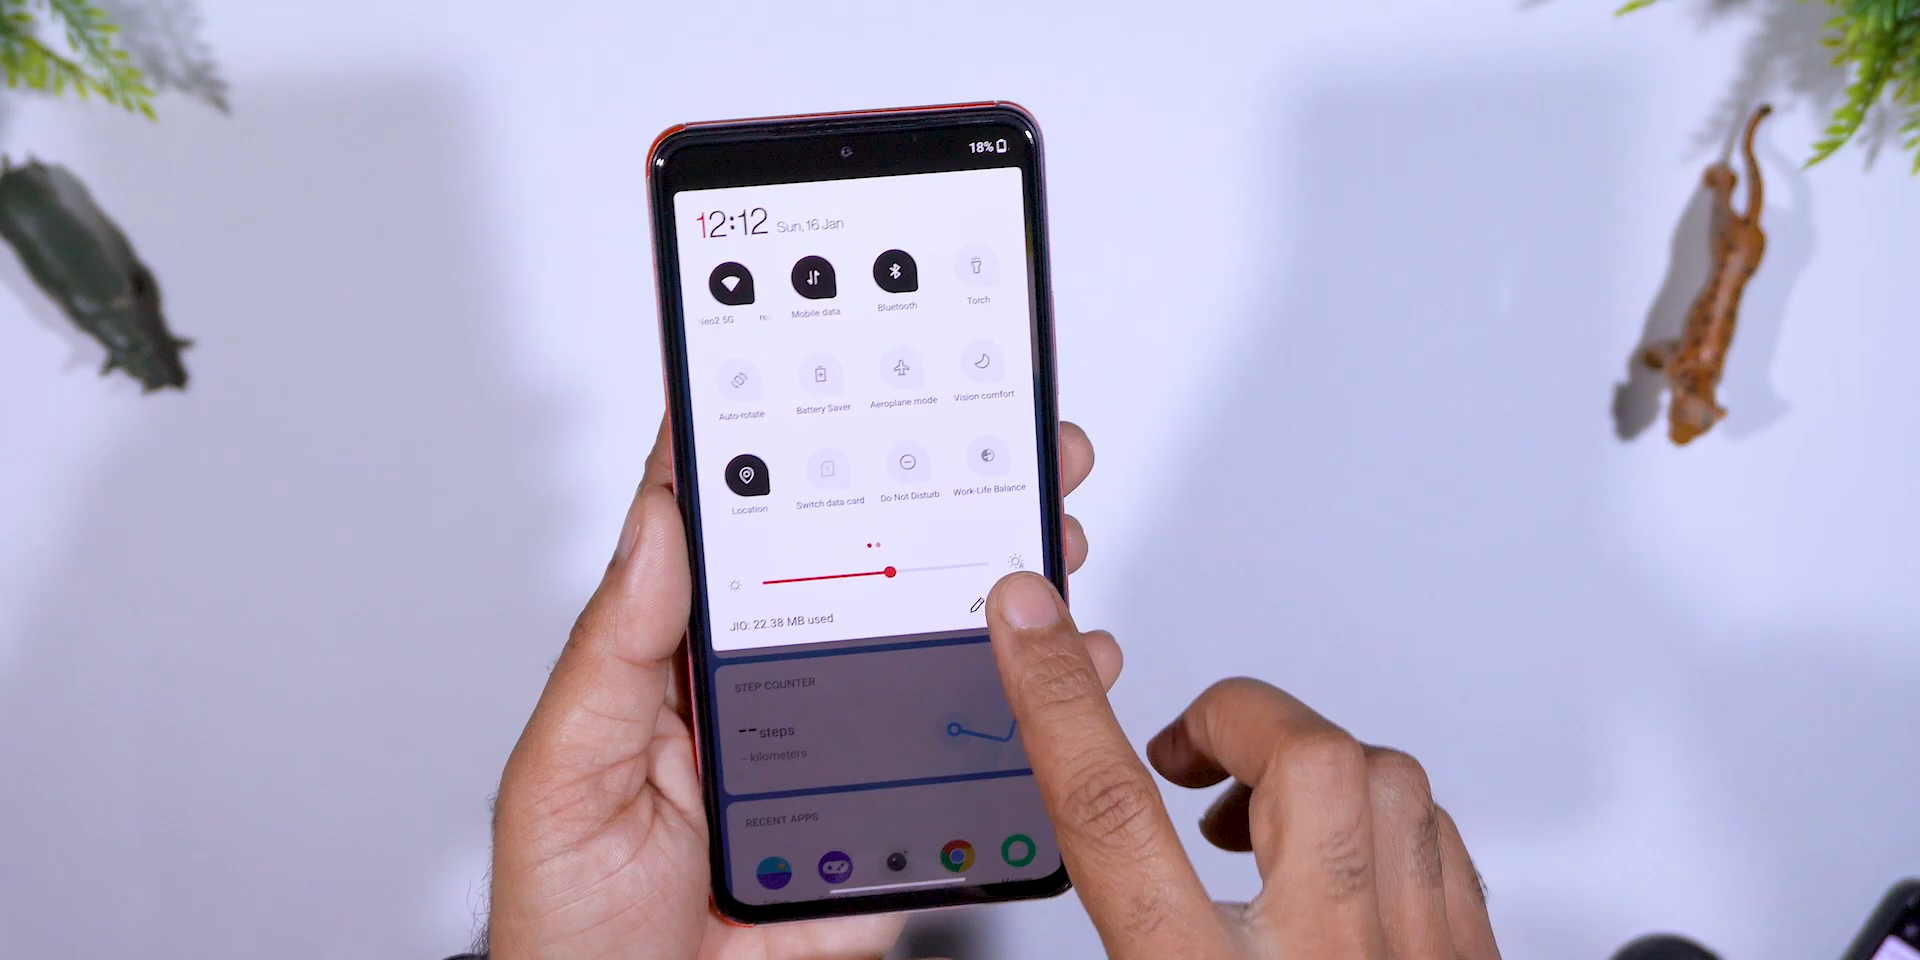 18%
12:12 Sun, 16 Jan
Mobile data Bluetooth Torch
Auto-rotate Battery Saver Aeroplane mode Vision comfort
Location Switch data card Do Not Disturb Work-Life Balance
JIO: 22.38 MB used
STEP COUNTER
-- steps
-- kilometers
RECENT APPS